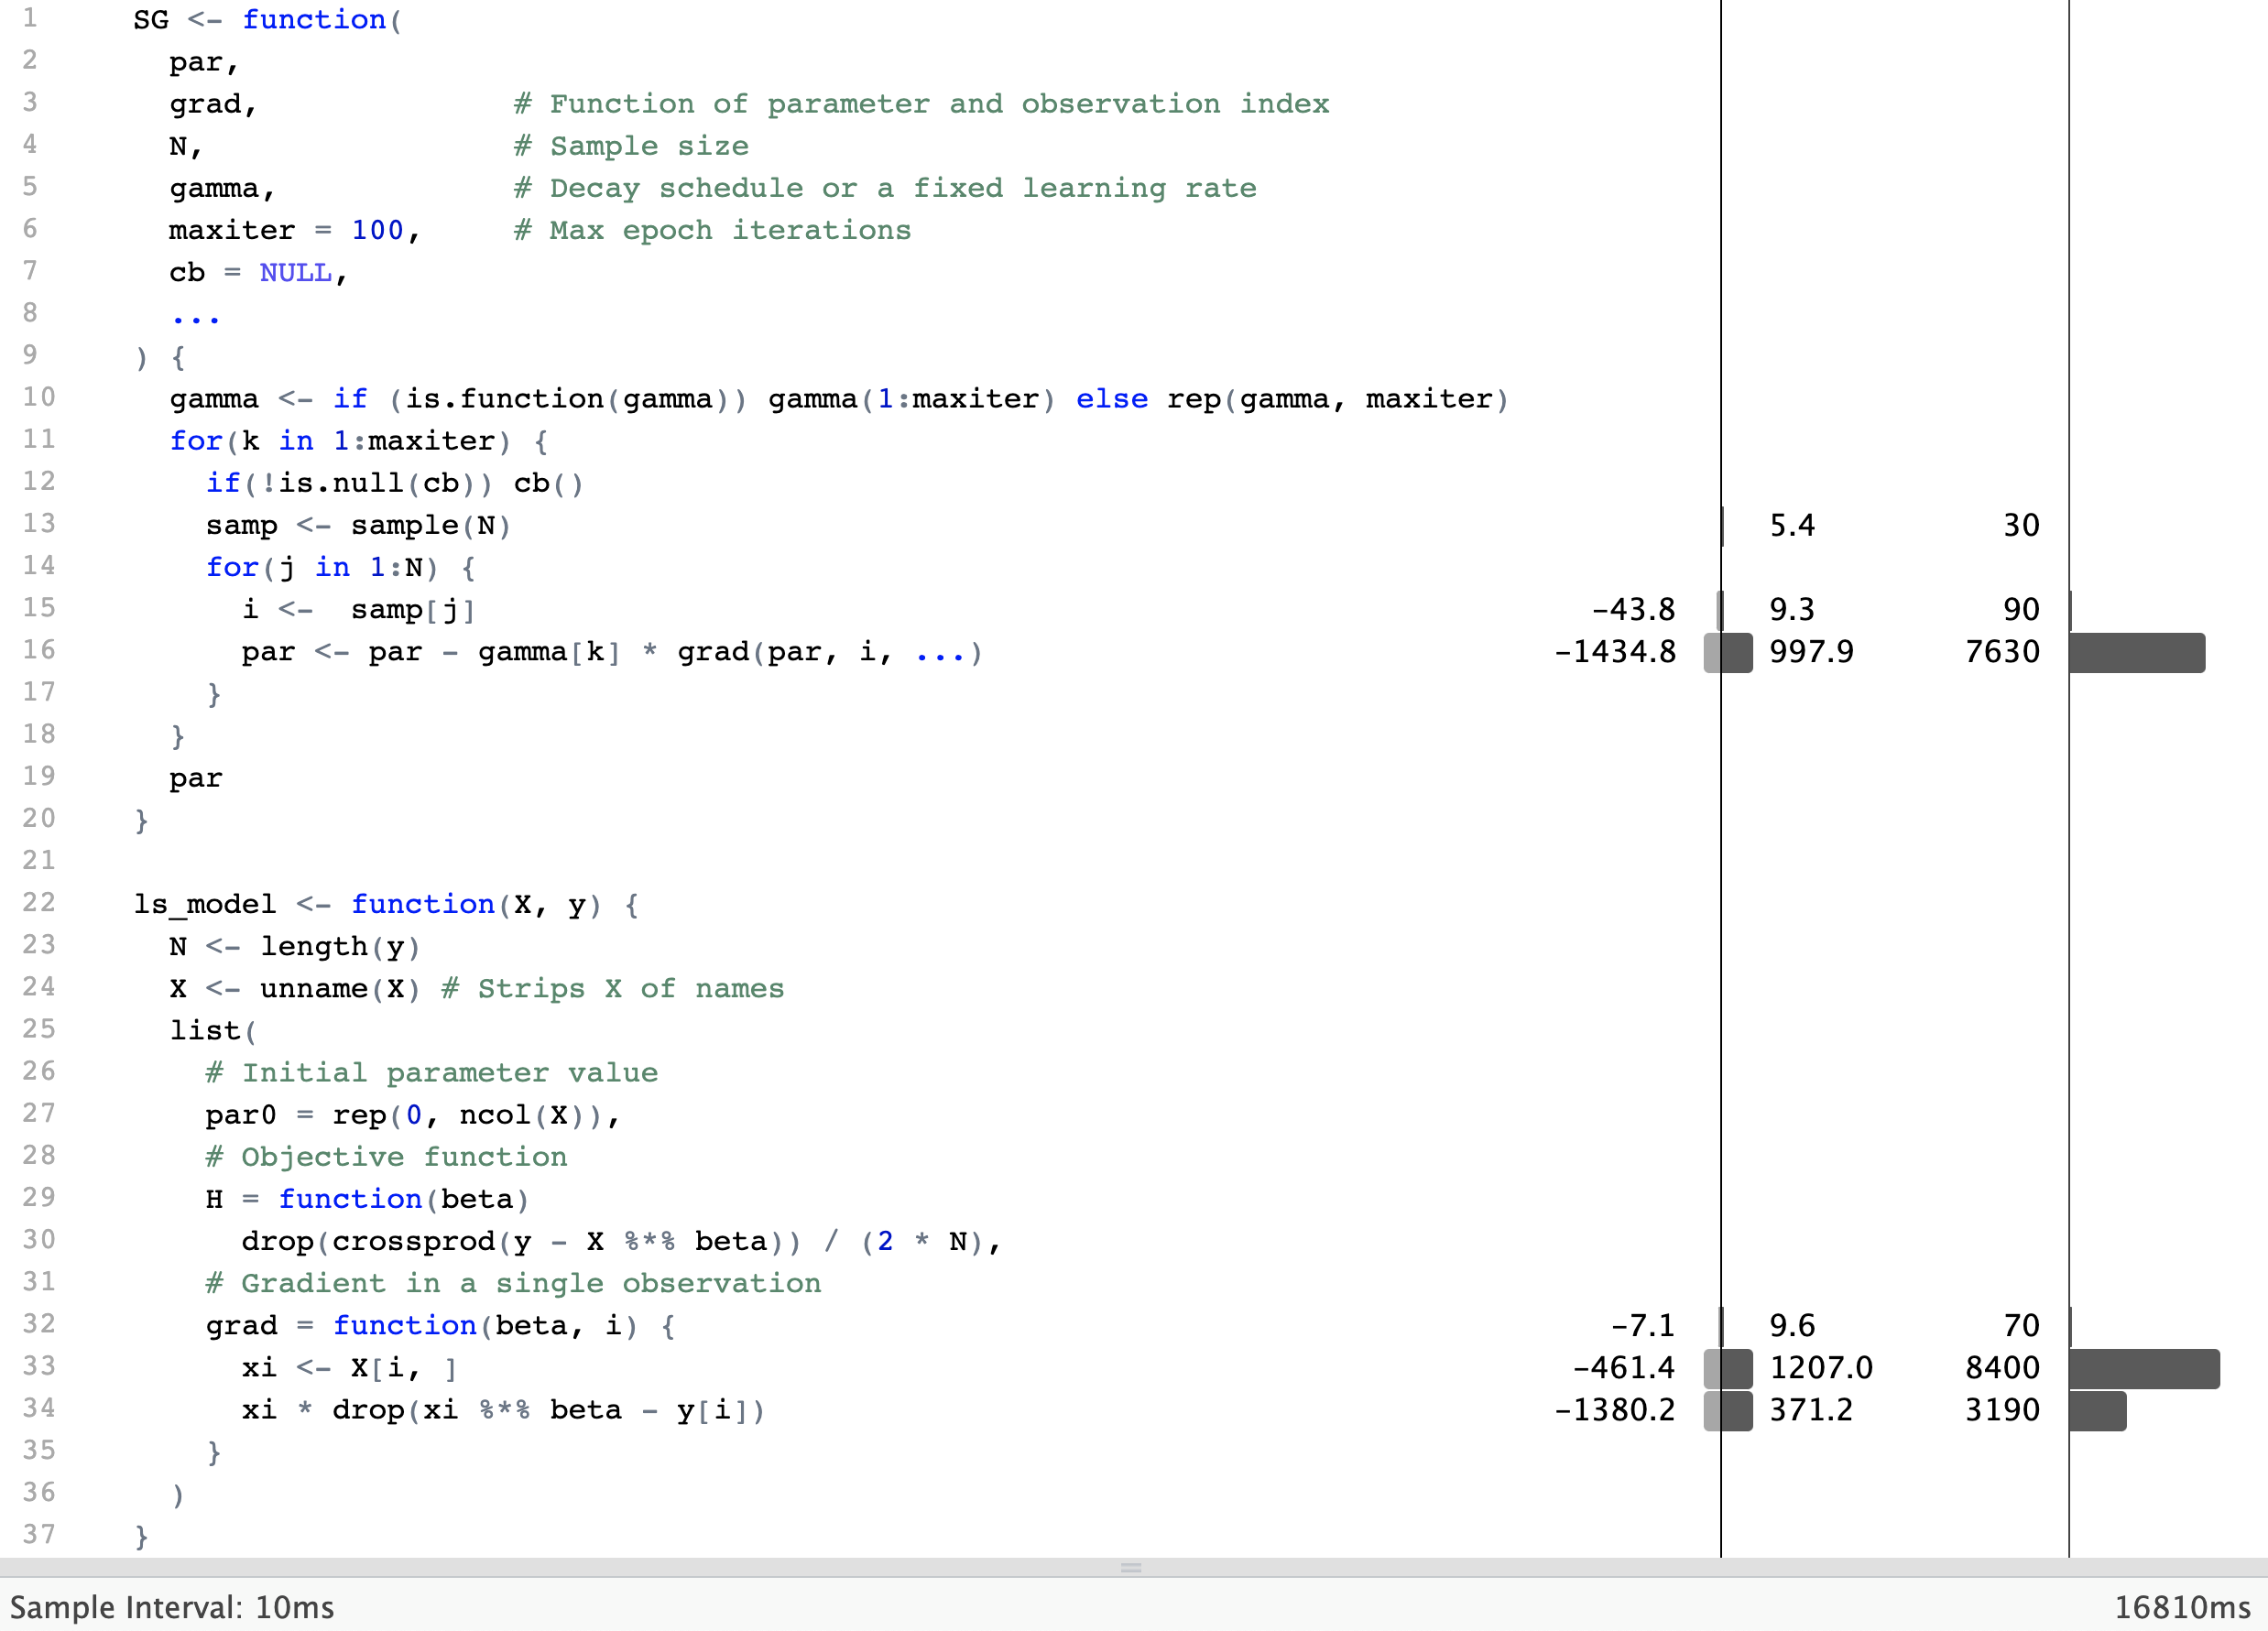 1 SG <- function(
2 par,
3 grad, # Function of parameter and observation index
4 N, # Sample size
5 gamma, # Decay schedule or a fixed learning rate
6 maxiter = 100, # Max epoch iterations
7 cb = NULL,
8 ...
9 ) {
10 gamma <- if (is.function(gamma)) gamma(1:maxiter) else rep(gamma, maxiter)
11 for(k in 1:maxiter) {
12 if(!is.null(cb)) cb()
13 samp <- sample(N) 5.4 30
14 for(j in 1:N) {
15 i <-  samp[j] -43.8 9.3 90
16 par <- par - gamma[k] * grad(par, i, ...) -1434.8 997.9 7630
17 }
18 }
19 par
20 }
21
22 ls_model <- function(X, y) {
23 N <- length(y)
24 X <- unname(X) # Strips X of names
25 list(
26 # Initial parameter value
27 par0 = rep(0, ncol(X)),
28 # Objective function
29 H = function(beta)
30 drop(crossprod(y - X %*% beta)) / (2 * N),
31 # Gradient in a single observation
32 grad = function(beta, i) { -7.1 9.6 70
33 xi <- X[i, ] -461.4 1207.0 8400
34 xi * drop(xi %*% beta - y[i]) -1380.2 371.2 3190
35 }
36 )
37 }
Sample Interval: 10ms 16810ms